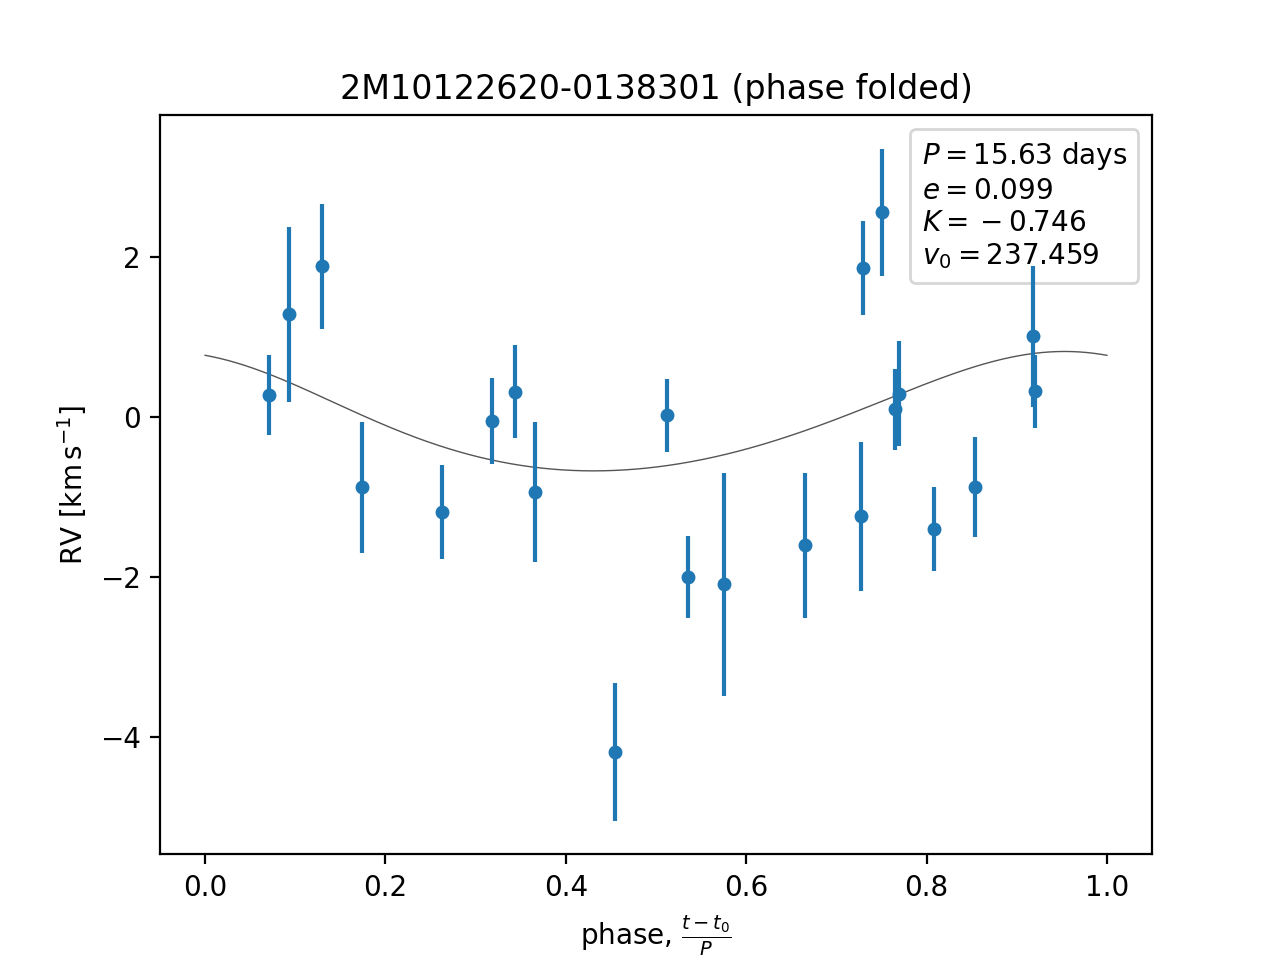 2M10122620-0138301 (phase folded)
P = 15.63 days
e = 0.099
K = −0.746
v₀ = 237.459
2
0
−2
−4
RV [km s⁻¹]
0.0 0.2 0.4 0.6 0.8 1.0
phase, (t − t₀)/P